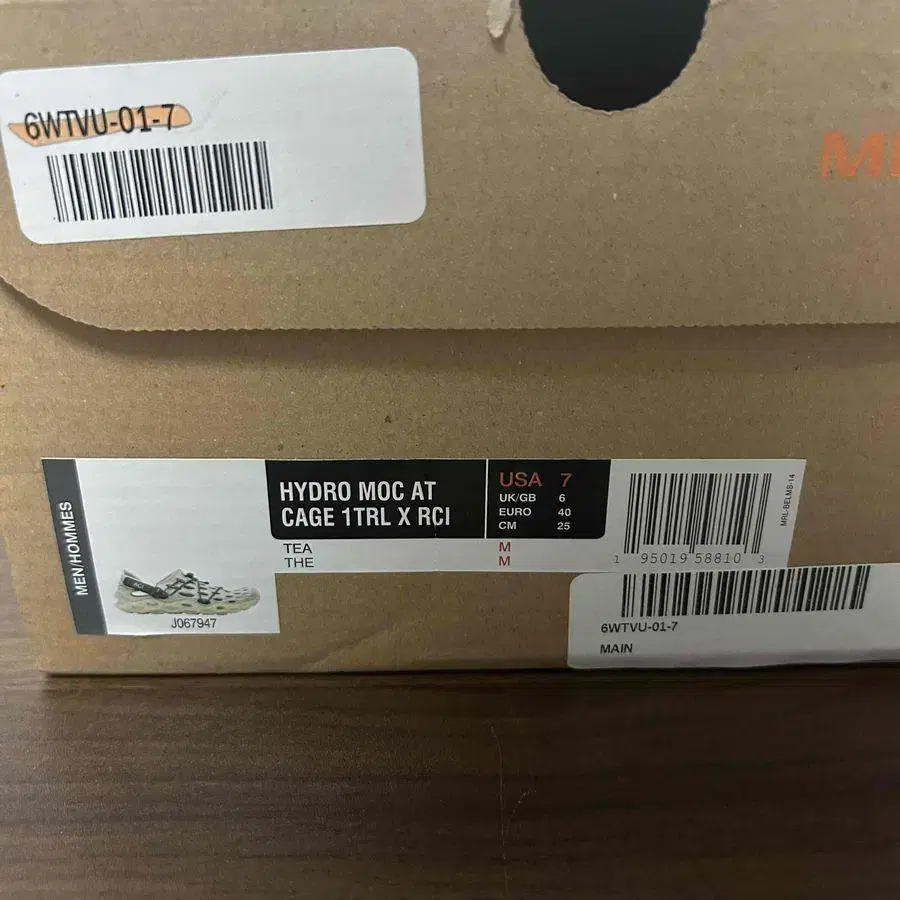 6WTVU-01-7
MEN/HOMMES
J067947
HYDRO MOC AT
CAGE 1TRL X RCI
TEA
THE
USA 7
UK/GB 6
EURO 40
CM 25
M
M
1 95019 58810 3
MRL-BELMS-14
6WTVU-01-7
MAIN